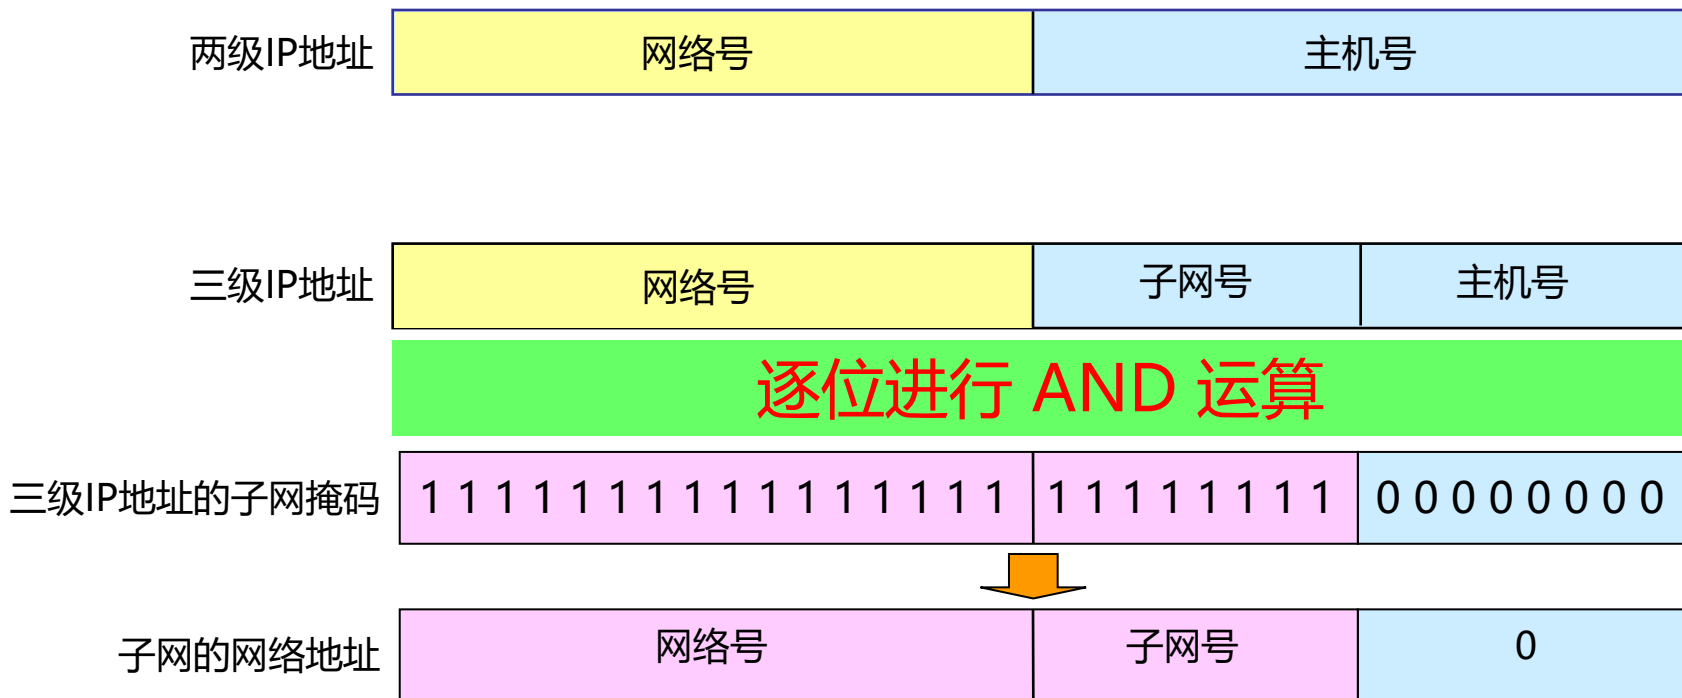 两级IP地址 网络号 主机号
三级IP地址 网络号 子网号 主机号
逐位进行 AND 运算
三级IP地址的子网掩码 1 1 1 1 1 1 1 1 1 1 1 1 1 1 1 1 1 1 1 1 1 1 1 1 0 0 0 0 0 0 0 0
子网的网络地址 网络号 子网号 0